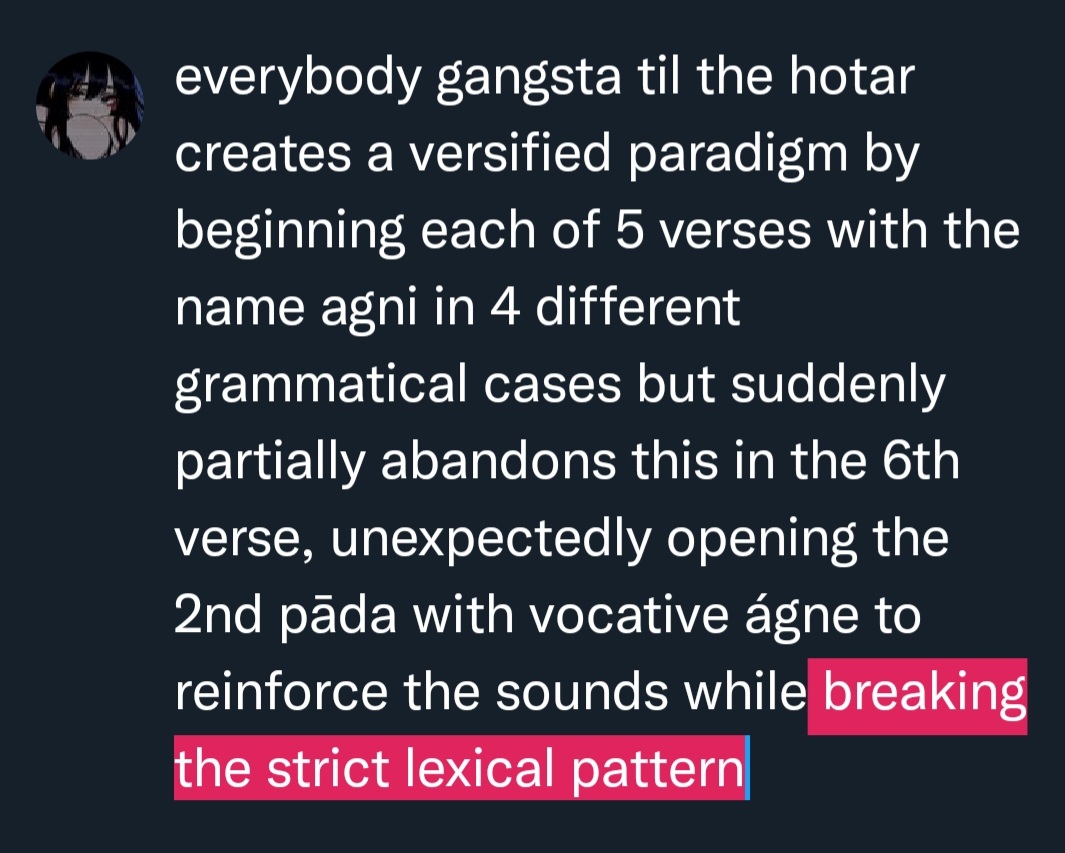 everybody gangsta til the hotar
creates a versified paradigm by
beginning each of 5 verses with the
name agni in 4 different
grammatical cases but suddenly
partially abandons this in the 6th
verse, unexpectedly opening the
2nd pāda with vocative ágne to
reinforce the sounds while breaking
the strict lexical pattern